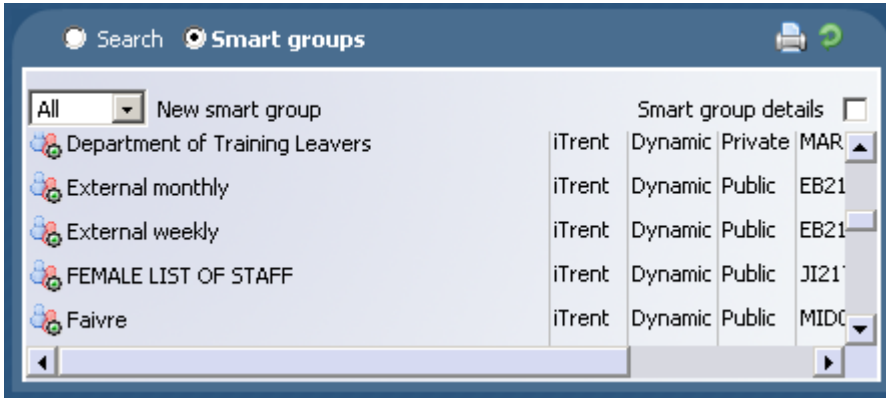 Search Smart groups
All New smart group Smart group details
Department of Training Leavers iTrent Dynamic Private MAR
External monthly iTrent Dynamic Public EB21
External weekly iTrent Dynamic Public EB21
FEMALE LIST OF STAFF iTrent Dynamic Public JI21
Faivre iTrent Dynamic Public